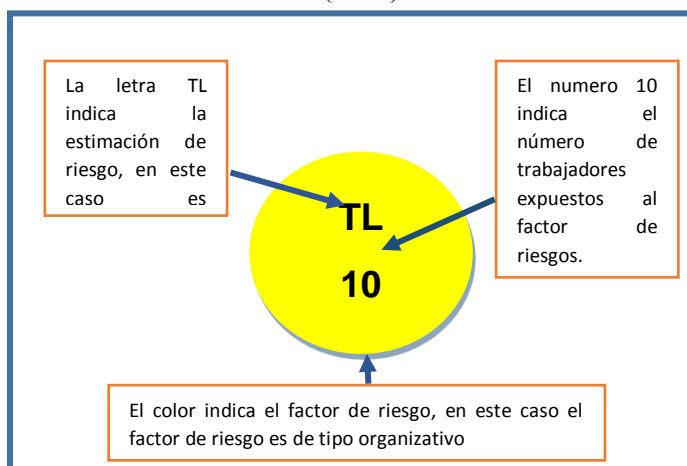 La letra TL
indica la
estimación de
riesgo, en este
caso es
El numero 10
indica el
número de
trabajadores
expuestos al
factor de
riesgos.
TL
10
El color indica el factor de riesgo, en este caso el
factor de riesgo es de tipo organizativo